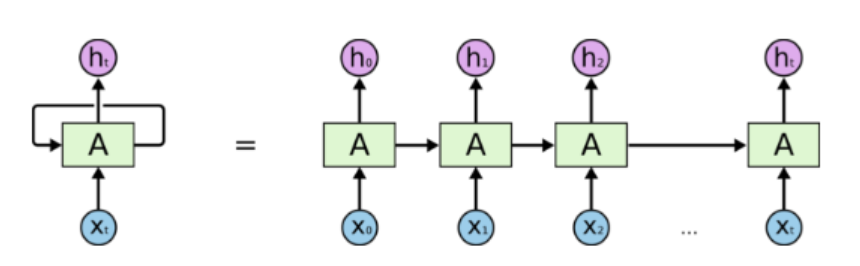 hₜ h₀ h₁ h₂ hₜ
A = A A A A
xₜ x₀ x₁ x₂ ... xₜ